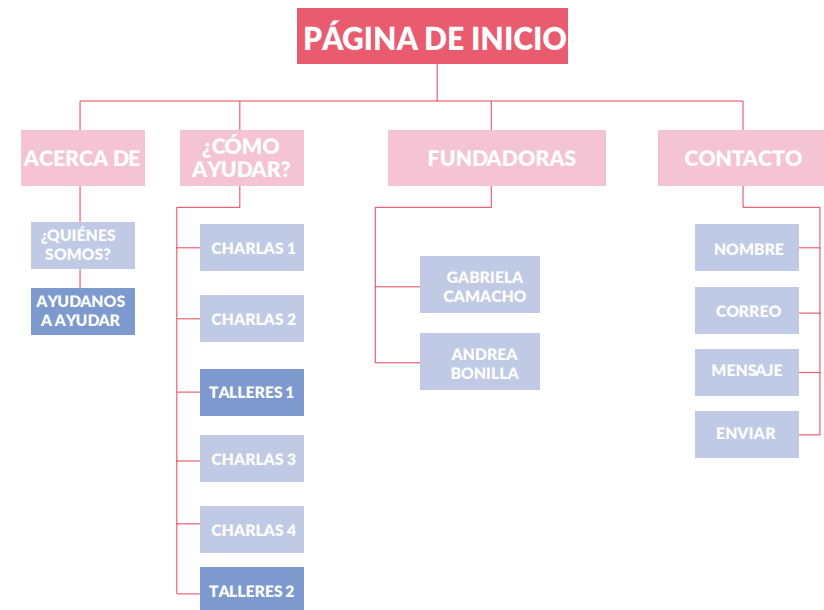 PÁGINA DE INICIO
ACERCA DE
¿CÓMO
AYUDAR?
FUNDADORAS
CONTACTO
¿QUIÉNES
SOMOS?
AYUDANOS
A AYUDAR
CHARLAS 1
CHARLAS 2
TALLERES 1
CHARLAS 3
CHARLAS 4
TALLERES 2
GABRIELA
CAMACHO
ANDREA
BONILLA
NOMBRE
CORREO
MENSAJE
ENVIAR